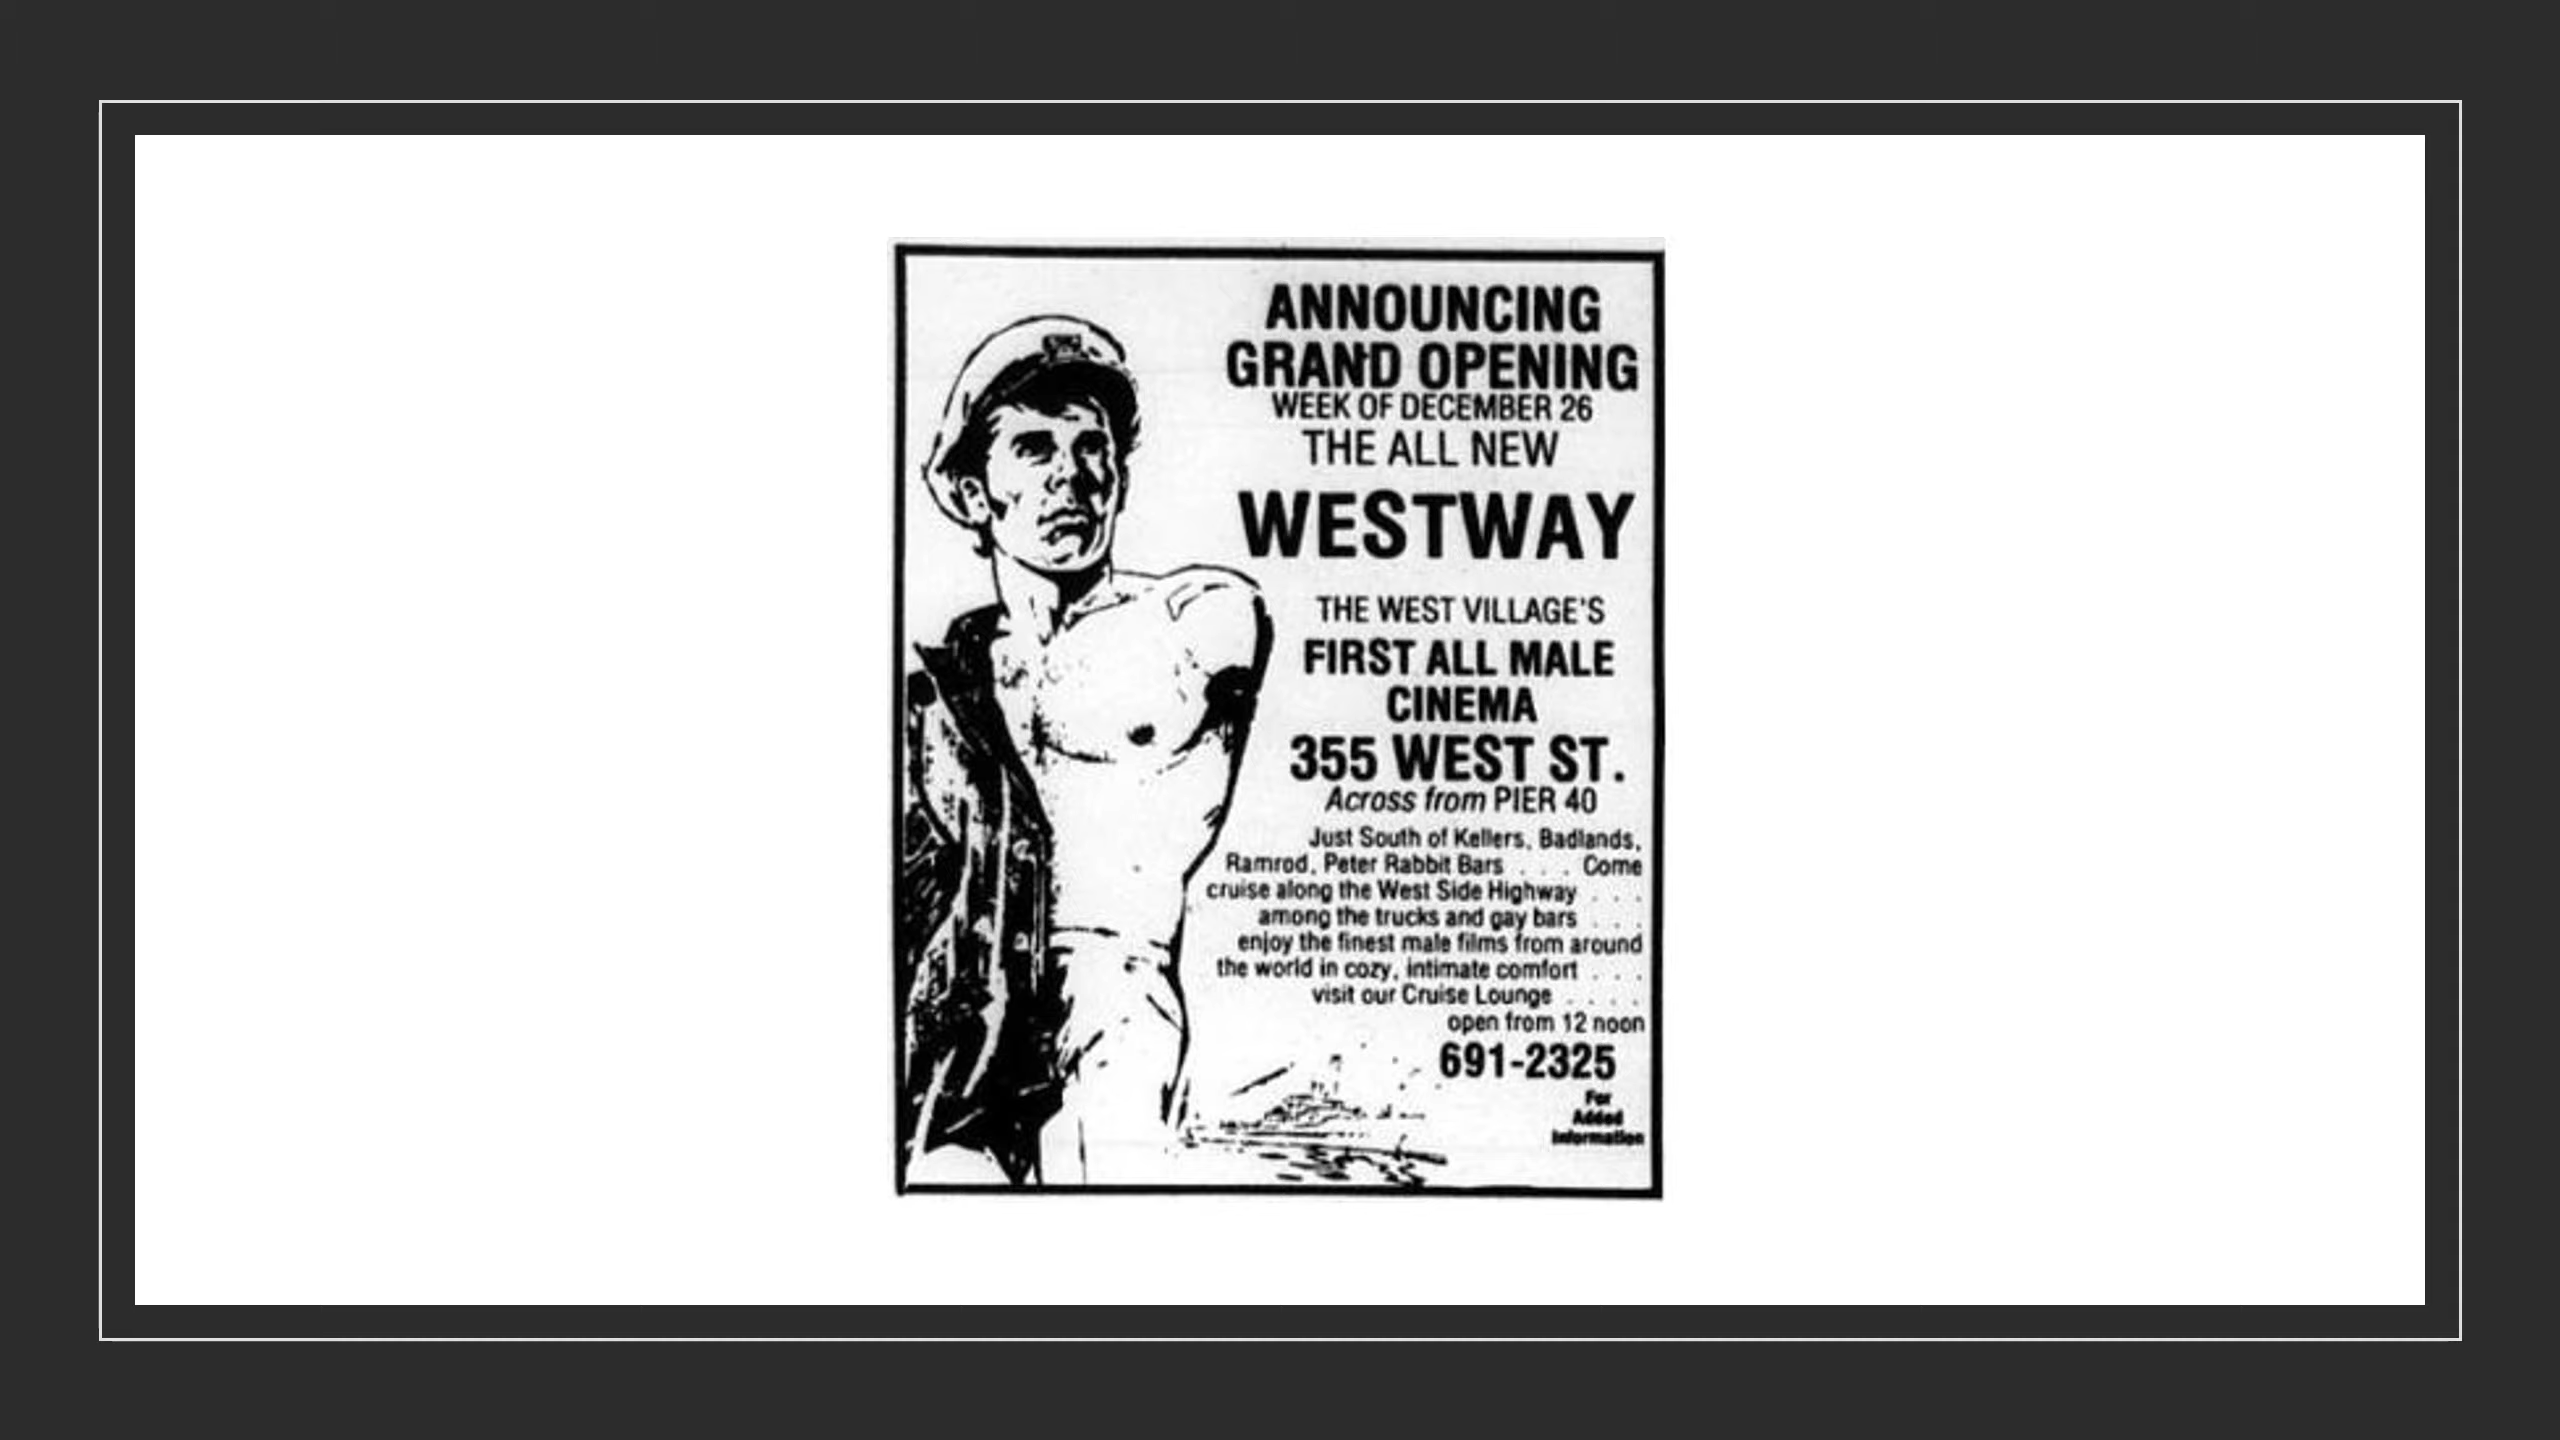 ANNOUNCING
GRAND OPENING
WEEK OF DECEMBER 26
THE ALL NEW
WESTWAY
THE WEST VILLAGE'S
FIRST ALL MALE
CINEMA
355 WEST ST.
Across from PIER 40
Just South of Kellers, Badlands,
Ramrod, Peter Rabbit Bars . . . . Come
cruise along the West Side Highway . . .
among the trucks and gay bars . . .
enjoy the finest male films from around
the world in cozy, intimate comfort . . .
visit our Cruise Lounge . . . .
open from 12 noon
691-2325
For
Added
Information